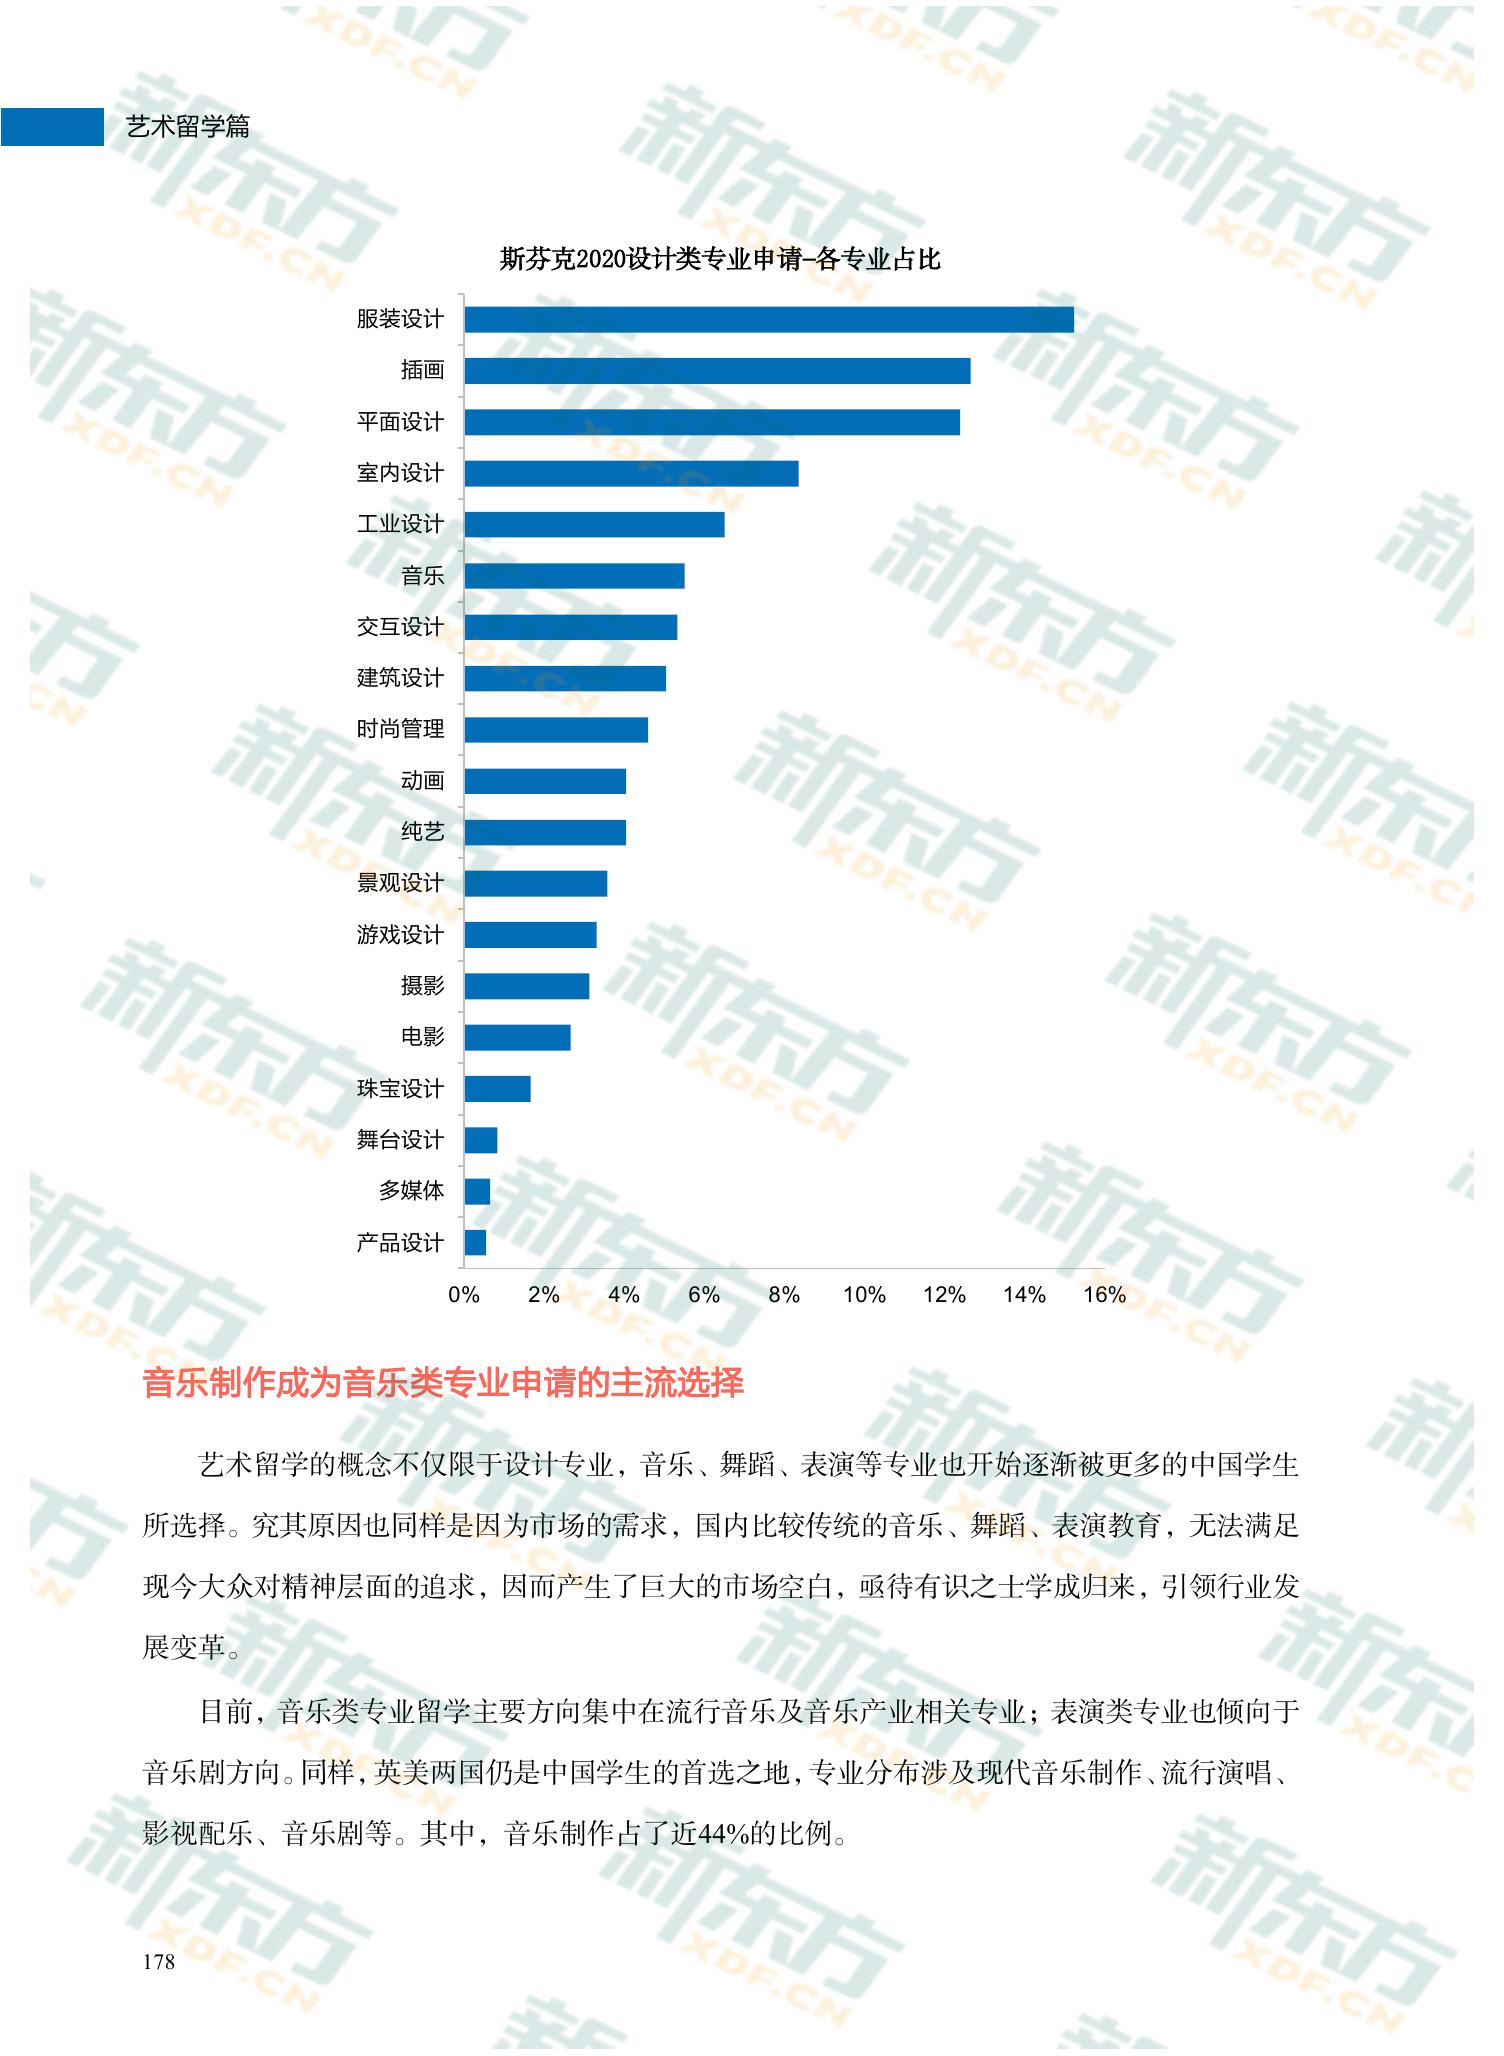 艺术留学篇
斯芬克2020设计类专业申请-各专业占比
服装设计
插画
平面设计
室内设计
工业设计
音乐
交互设计
建筑设计
时尚管理
动画
纯艺
景观设计
游戏设计
摄影
电影
珠宝设计
舞台设计
多媒体
产品设计
0% 2% 4% 6% 8% 10% 12% 14% 16%
音乐制作成为音乐类专业申请的主流选择
艺术留学的概念不仅限于设计专业，音乐、舞蹈、表演等专业也开始逐渐被更多的中国学生
所选择。究其原因也同样是因为市场的需求，国内比较传统的音乐、舞蹈、表演教育，无法满足
现今大众对精神层面的追求，因而产生了巨大的市场空白，亟待有识之士学成归来，引领行业发
展变革。
目前，音乐类专业留学主要方向集中在流行音乐及音乐产业相关专业；表演类专业也倾向于
音乐剧方向。同样，英美两国仍是中国学生的首选之地，专业分布涉及现代音乐制作、流行演唱、
影视配乐、音乐剧等。其中，音乐制作占了近44%的比例。
178
新东方
XDF.CN